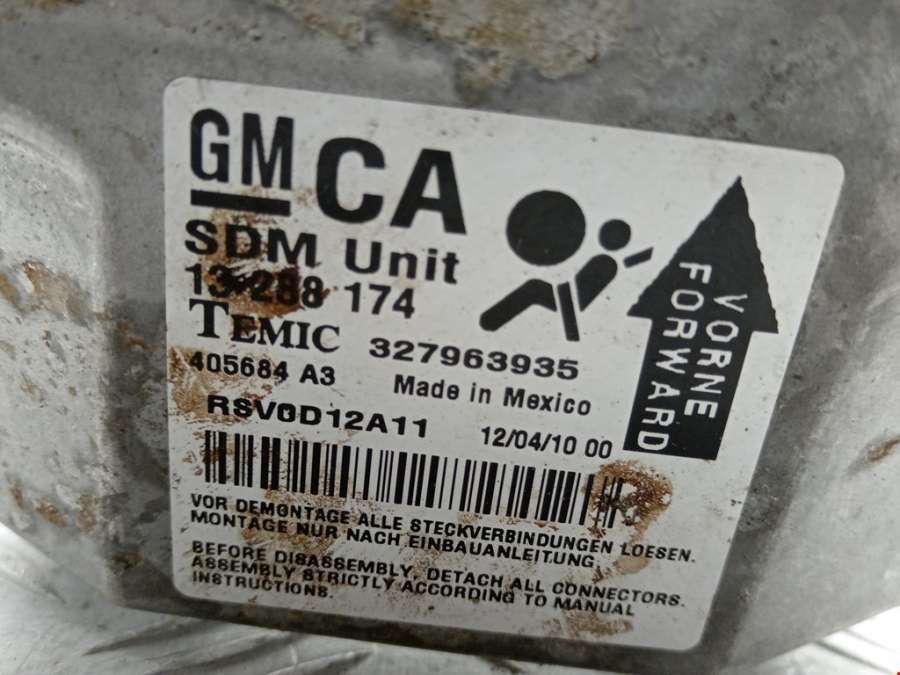 GM CA
SDM Unit
13 288 174
TEMIC 327963935
405684 A3 Made in Mexico
RSV0D12A11 12/04/10 00
VORNE
FORWARD
VOR DEMONTAGE ALLE STECKVERBINDUNGEN LOESEN.
MONTAGE NUR NACH EINBAUANLEITUNG.
BEFORE DISASSEMBLY, DETACH ALL CONNECTORS.
ASSEMBLY STRICTLY ACCORDING TO MANUAL
INSTRUCTIONS.